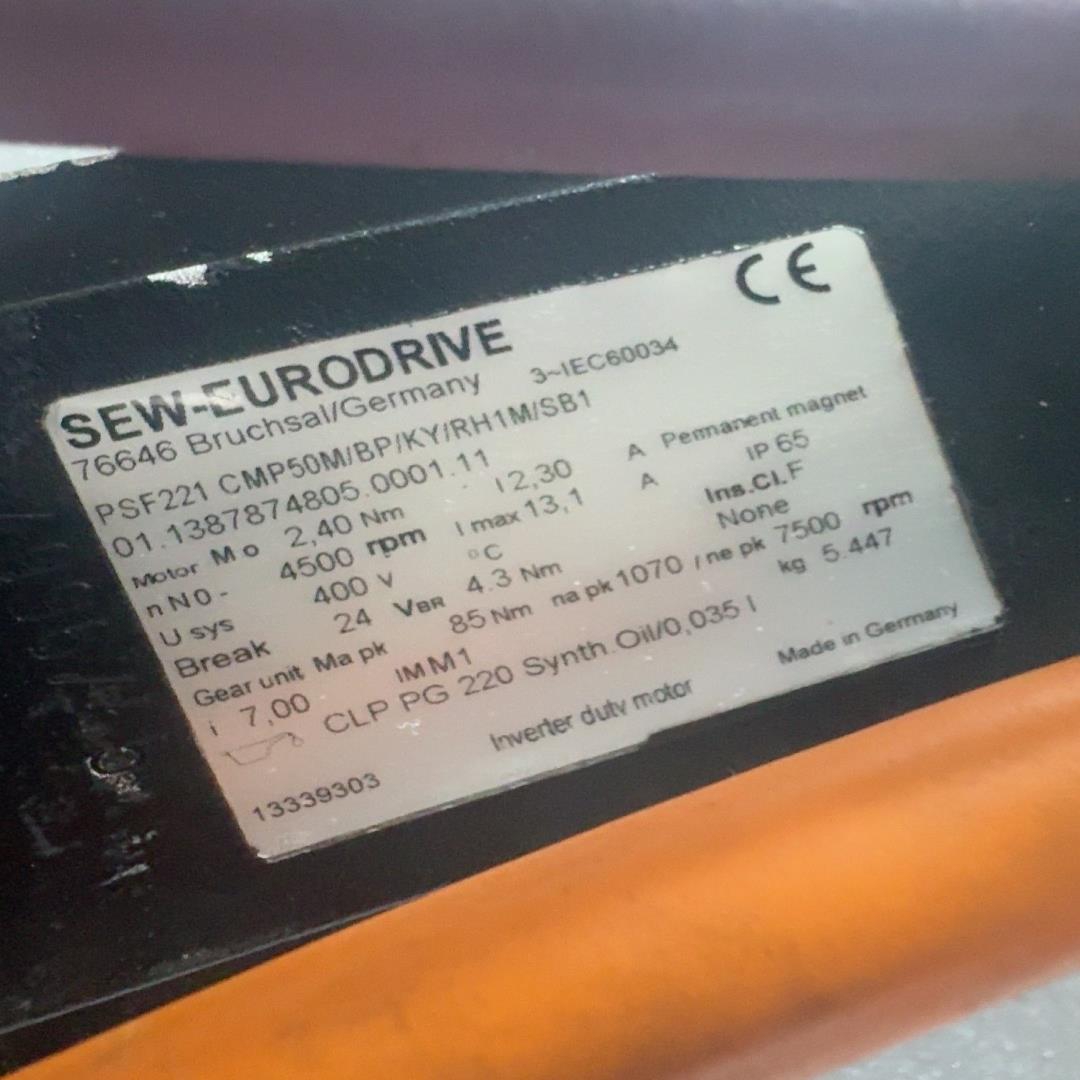 CE
SEW-EURODRIVE
76646 Bruchsal/Germany 3~IEC60034
PSF221 CMP50M/BP/KY/RH1M/SB1
01.1387874805.0001.11
Motor Mo 2,40 Nm I 2,30 A Permanent magnet
nN0- 4500 rpm I max 13,1 A IP 65
U sys 400 V °C Ins.Cl.F
Break 24 VBR 4.3 Nm None
Gear unit Ma pk 85 Nm na pk 1070 / ne pk 7500 rpm
i 7,00 IMM1 kg 5.447
CLP PG 220 Synth.Oil/0,035 l
Inverter duty motor Made in Germany
13339303